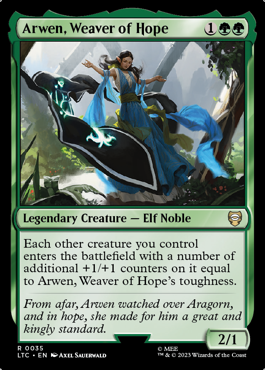 Arwen, Weaver of Hope 1
Legendary Creature — Elf Noble
Each other creature you control
enters the battlefield with a number of
additional +1/+1 counters on it equal
to Arwen, Weaver of Hope's toughness.
From afar, Arwen watched over Aragorn,
and in hope, she made for him a great and
kingly standard.
2/1
R 0035
LTC • EN Axel Sauerwald
© MEE
™ & © 2023 Wizards of the Coast